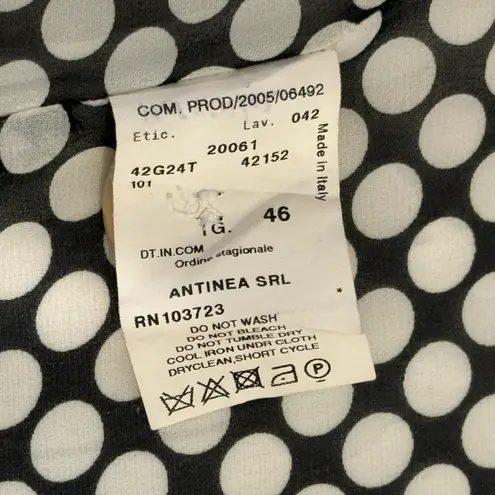 COM. PROD/2005/06492
Etic. Lav. 042
20061
42G24T 42152
101
Made in Italy
TG. 46
DT.IN.COM
Ordine stagionale
ANTINEA SRL
*
RN103723
DO NOT WASH
DO NOT BLEACH
DO NOT TUMBLE DRY
COOL IRON UNDR CLOTH
DRYCLEAN,SHORT CYCLE
P